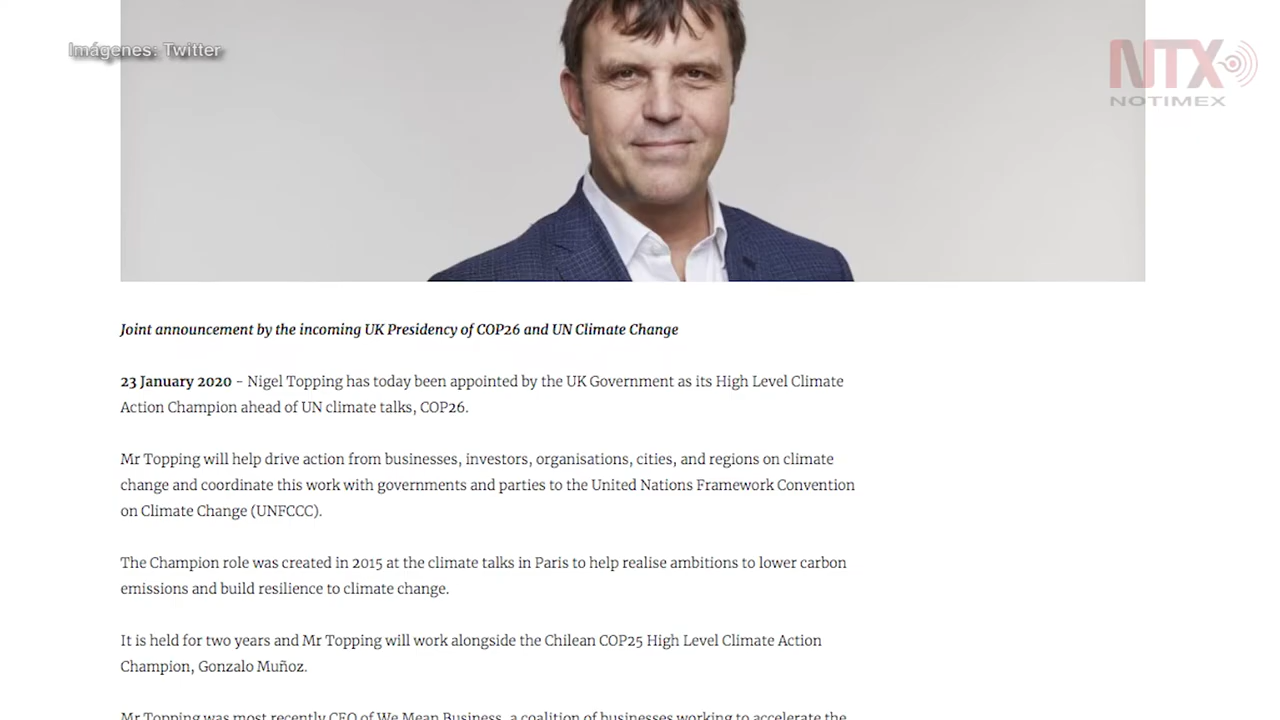 Imágenes: Twitter
NTX
NOTIMEX
Joint announcement by the incoming UK Presidency of COP26 and UN Climate Change
23 January 2020 - Nigel Topping has today been appointed by the UK Government as its High Level Climate
Action Champion ahead of UN climate talks, COP26.
Mr Topping will help drive action from businesses, investors, organisations, cities, and regions on climate
change and coordinate this work with governments and parties to the United Nations Framework Convention
on Climate Change (UNFCCC).
The Champion role was created in 2015 at the climate talks in Paris to help realise ambitions to lower carbon
emissions and build resilience to climate change.
It is held for two years and Mr Topping will work alongside the Chilean COP25 High Level Climate Action
Champion, Gonzalo Muñoz.
Mr Topping was most recently CEO of We Mean Business, a coalition of businesses working to accelerate the